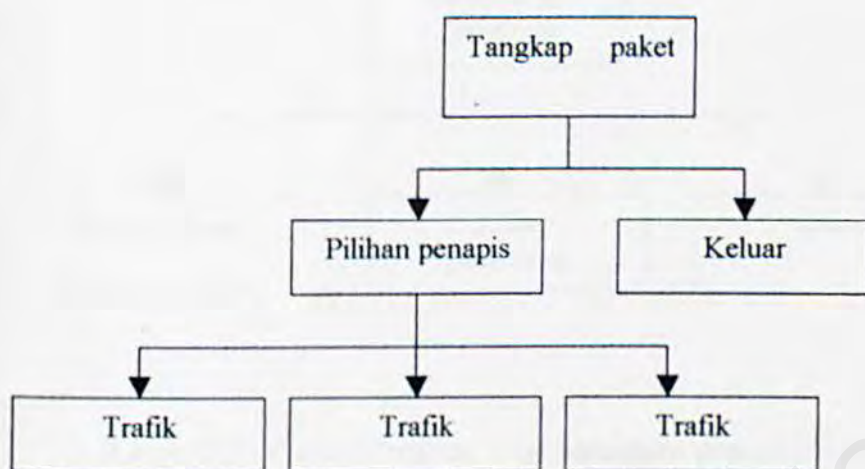 Tangkap paket
Pilihan penapis
Keluar
Trafik
Trafik
Trafik